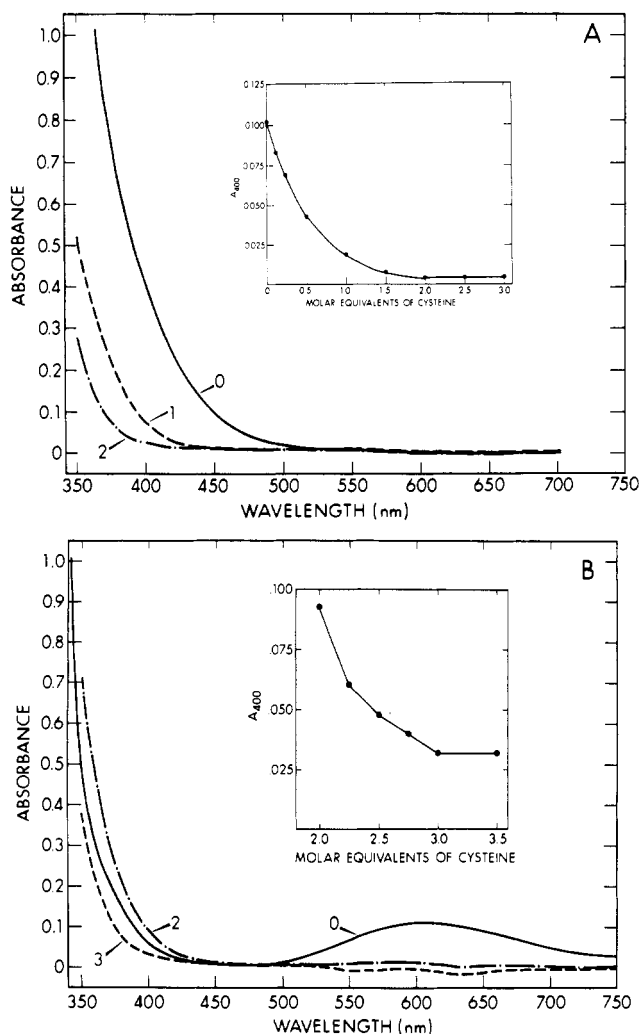 A
1.0
0.9
0.8
0.7
0.6
0.5
0.4
0.3
0.2
0.1
0
ABSORBANCE
0.125
0.100
0.075
0.050
0.025
A400
0 0.5 1.0 1.5 2.0 2.5 3.0
MOLAR EQUIVALENTS OF CYSTEINE
0
1
2
350 400 450 500 550 600 650 700 750
WAVELENGTH (nm)
B
1.0
0.9
0.8
0.7
0.6
0.5
0.4
0.3
0.2
0.1
0
ABSORBANCE
.100
.075
.050
.025
A400
2.0 2.5 3.0 3.5
MOLAR EQUIVALENTS OF CYSTEINE
0
2
3
350 400 450 500 550 600 650 700 750
WAVELENGTH (nm)